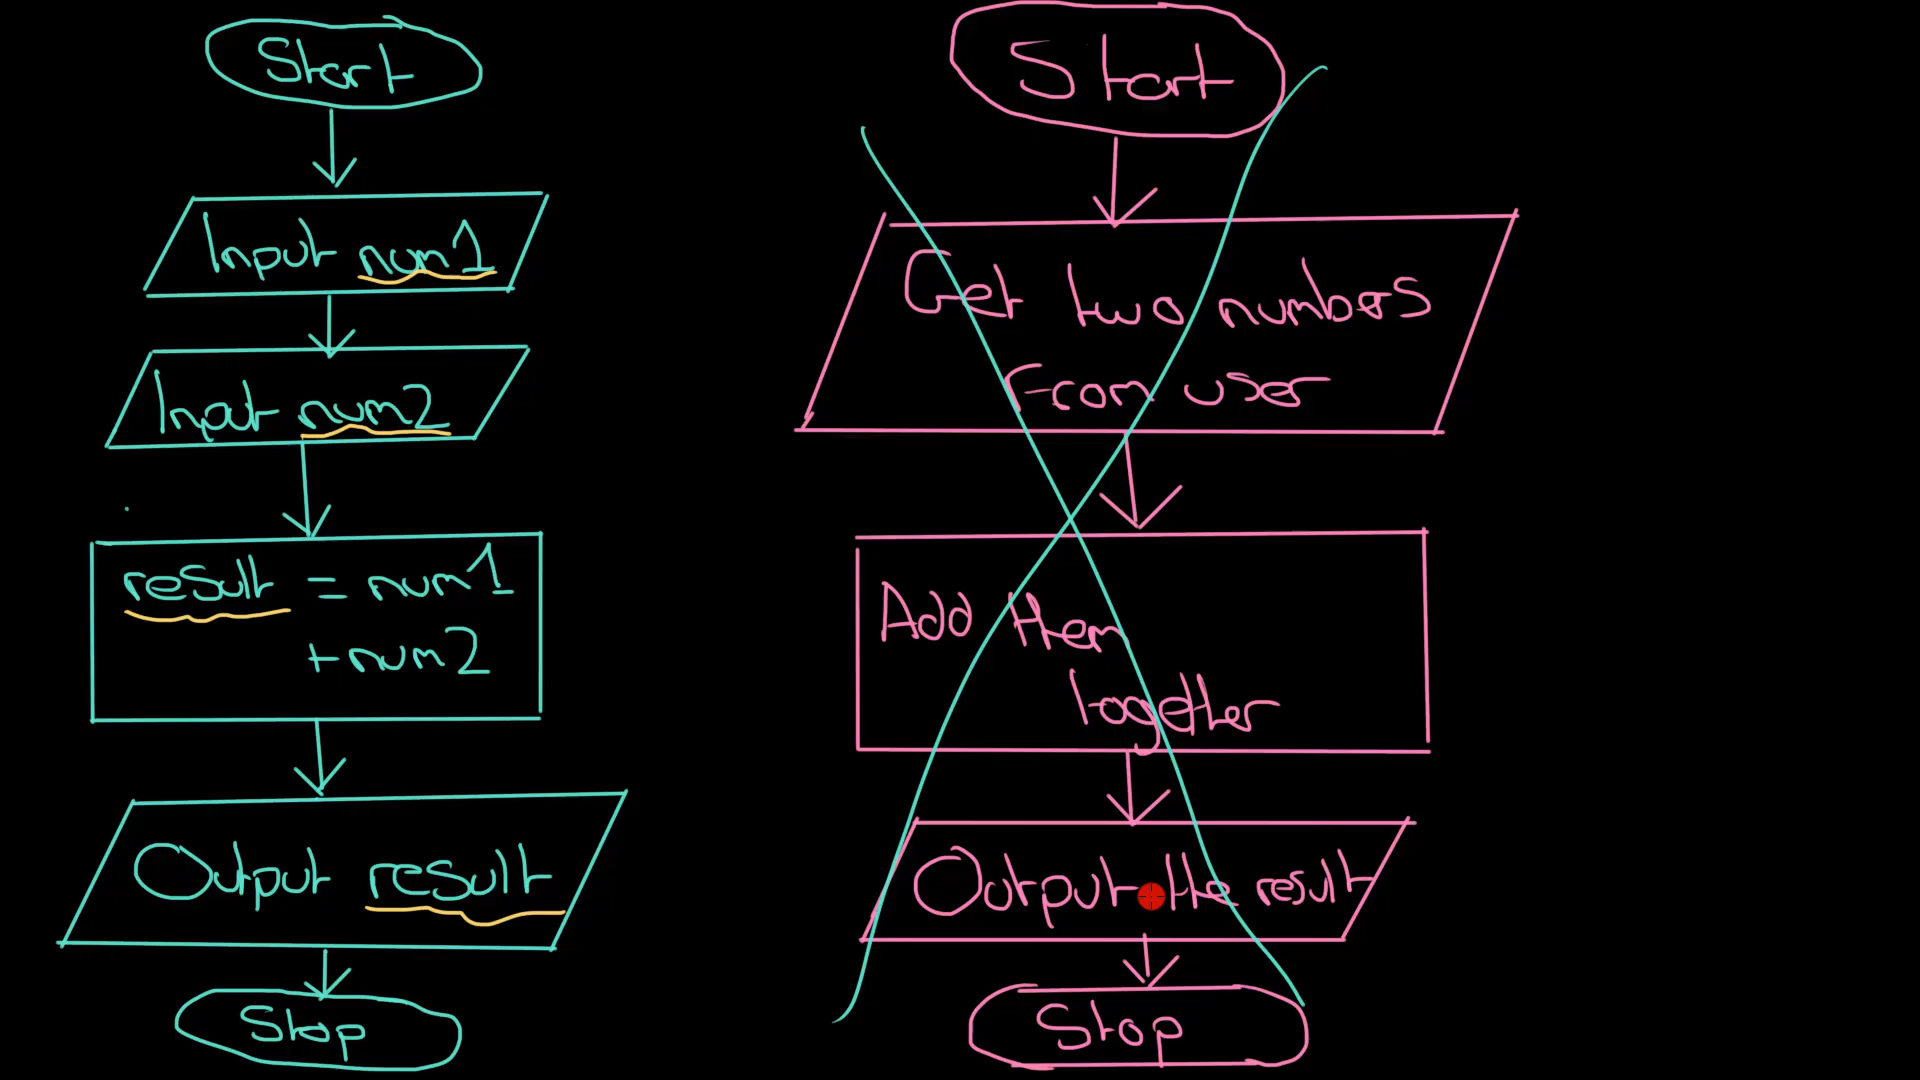 Start
Input num1
Input num2
result = num1
+num2
Output result
Stop
Start
Get two numbers
from user
Add them
together
Output the result
Stop